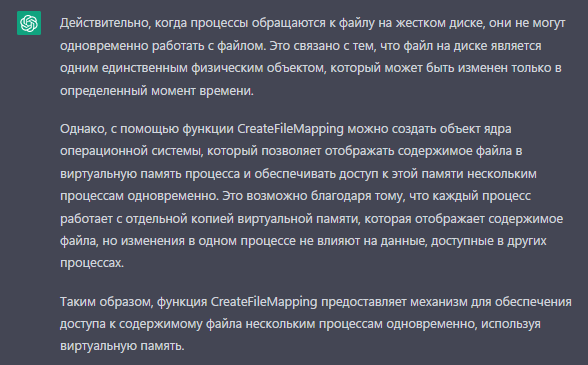 Действительно, когда процессы обращаются к файлу на жестком диске, они не могут
одновременно работать с файлом. Это связано с тем, что файл на диске является
одним единственным физическим объектом, который может быть изменен только в
определенный момент времени.
Однако, с помощью функции CreateFileMapping можно создать объект ядра
операционной системы, который позволяет отображать содержимое файла в
виртуальную память процесса и обеспечивать доступ к этой памяти нескольким
процессам одновременно. Это возможно благодаря тому, что каждый процесс
работает с отдельной копией виртуальной памяти, которая отображает содержимое
файла, но изменения в одном процессе не влияют на данные, доступные в других
процессах.
Таким образом, функция CreateFileMapping предоставляет механизм для обеспечения
доступа к содержимому файла нескольким процессам одновременно, используя
виртуальную память.